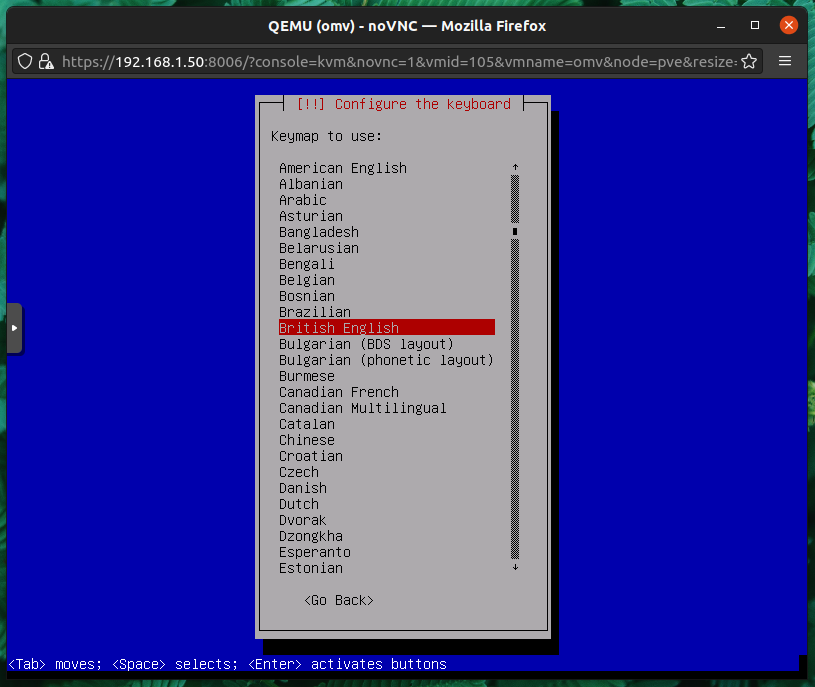 QEMU (omv) - noVNC — Mozilla Firefox
https://192.168.1.50:8006/?console=kvm&novnc=1&vmid=105&vmname=omv&node=pve&resize=
[!!] Configure the keyboard
Keymap to use:
American English
Albanian
Arabic
Asturian
Bangladesh
Belarusian
Bengali
Belgian
Bosnian
Brazilian
British English
Bulgarian (BDS layout)
Bulgarian (phonetic layout)
Burmese
Canadian French
Canadian Multilingual
Catalan
Chinese
Croatian
Czech
Danish
Dutch
Dvorak
Dzongkha
Esperanto
Estonian
<Go Back>
<Tab> moves; <Space> selects; <Enter> activates buttons